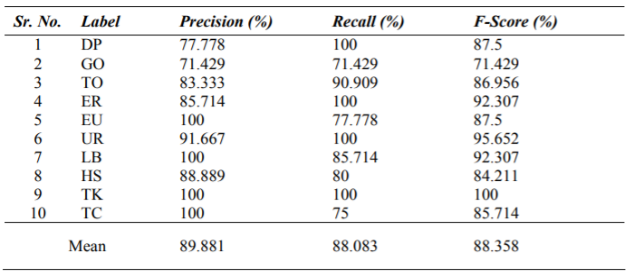 Sr. No. Label Precision (%) Recall (%) F-Score (%)
1 DP 77.778 100 87.5
2 GO 71.429 71.429 71.429
3 TO 83.333 90.909 86.956
4 ER 85.714 100 92.307
5 EU 100 77.778 87.5
6 UR 91.667 100 95.652
7 LB 100 85.714 92.307
8 HS 88.889 80 84.211
9 TK 100 100 100
10 TC 100 75 85.714
Mean 89.881 88.083 88.358